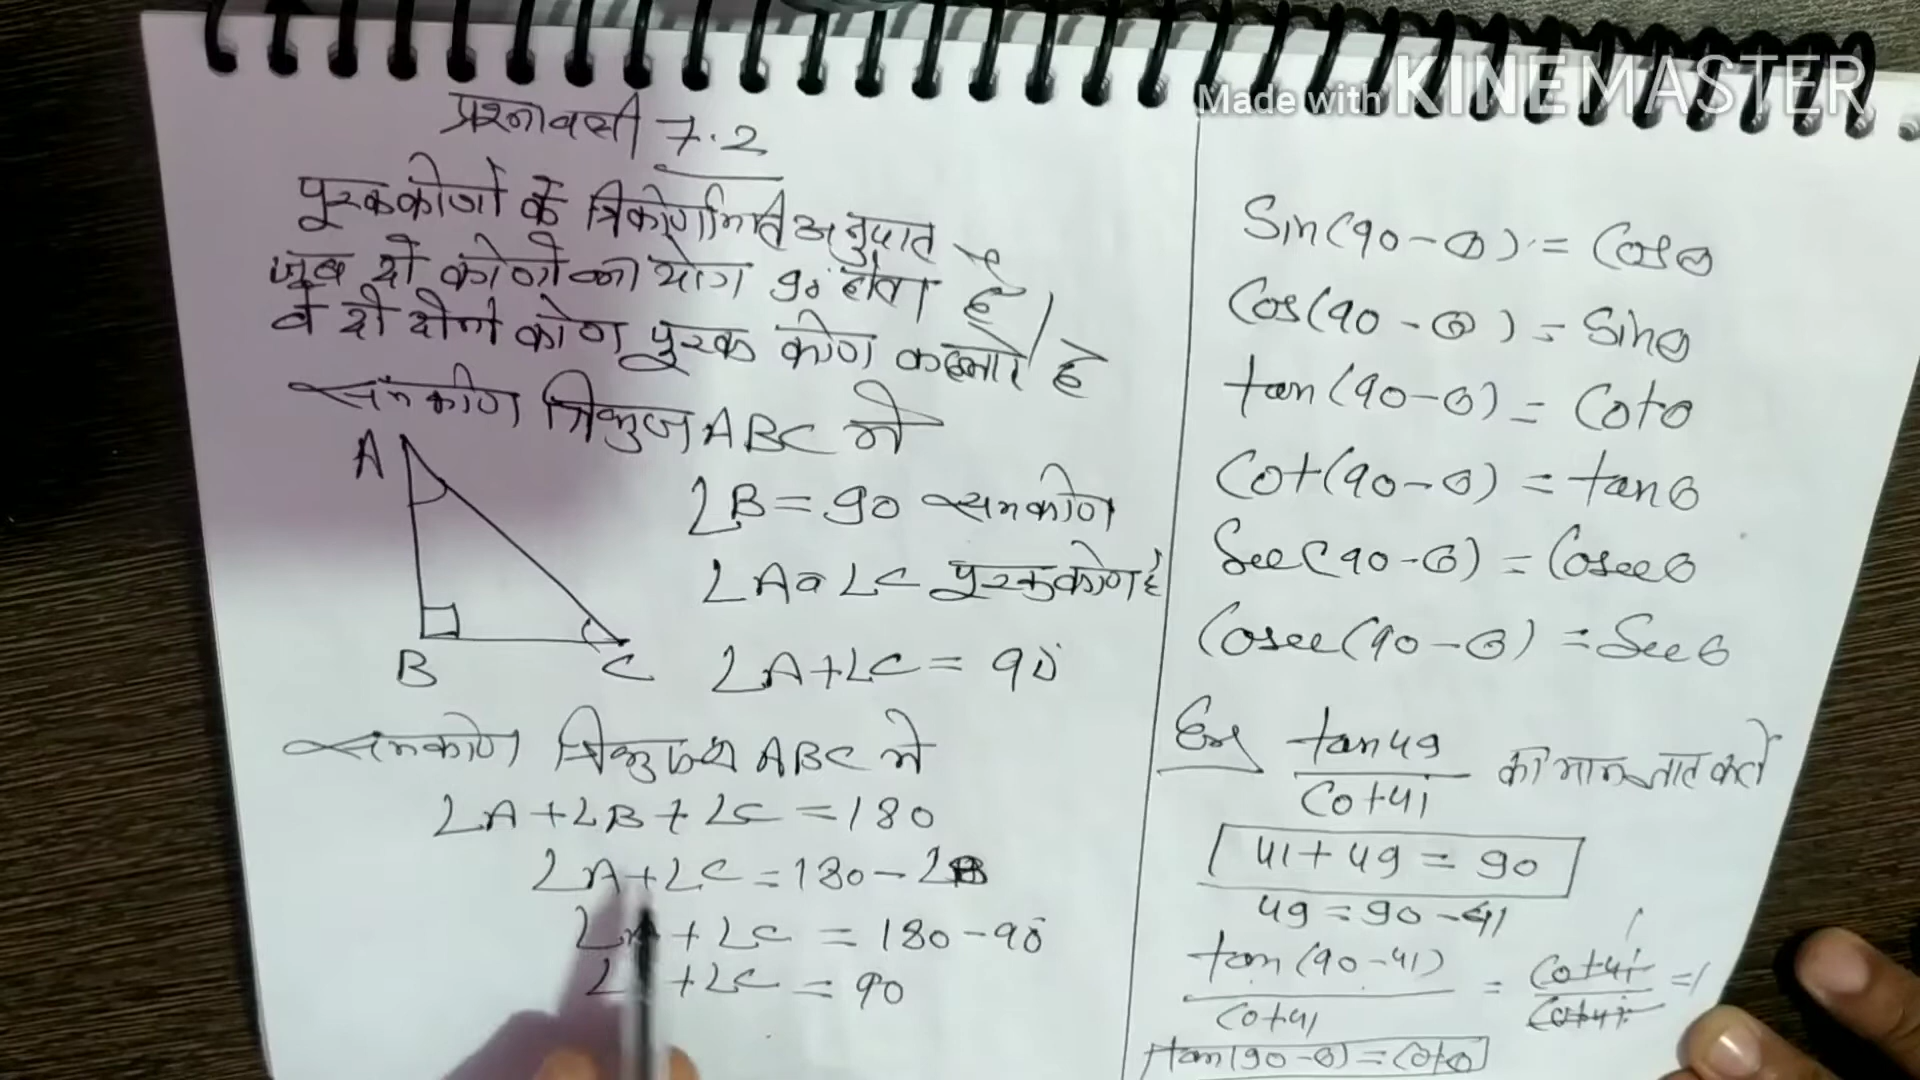 Made with KINEMASTER
प्रश्नावली 7.2
पूरककोणों के त्रिकोणमिति अनुपात
जब दो कोणो का योग 90° होता है।
वे दो दोनो कोण पुरक कोण कहलाते है
समकोण त्रिभुज ABC मे
A
B
C
∠B = 90 समकोण
∠A व ∠C पुरक कोण है
∠A+∠C = 90°
समकोण त्रिभुज ABC मे
∠A+∠B+∠C = 180
∠A+∠C = 180-∠B
∠A+∠C = 180-90°
∠ +∠C = 90
Sin(90-θ) = Cosθ
Cos(90-θ) = Sinθ
tan(90-θ) = Cotθ
Cot(90-θ) = tanθ
Sec(90-θ) = Cosecθ
Cosec(90-θ) = Secθ
Ex tan49/Cot41 का मान ज्ञात करो
41+49 = 90
49 = 90-41
tan(90-41)/Cot41 = Cot41/Cot41 = 1
tan(90-θ) = Cotθ